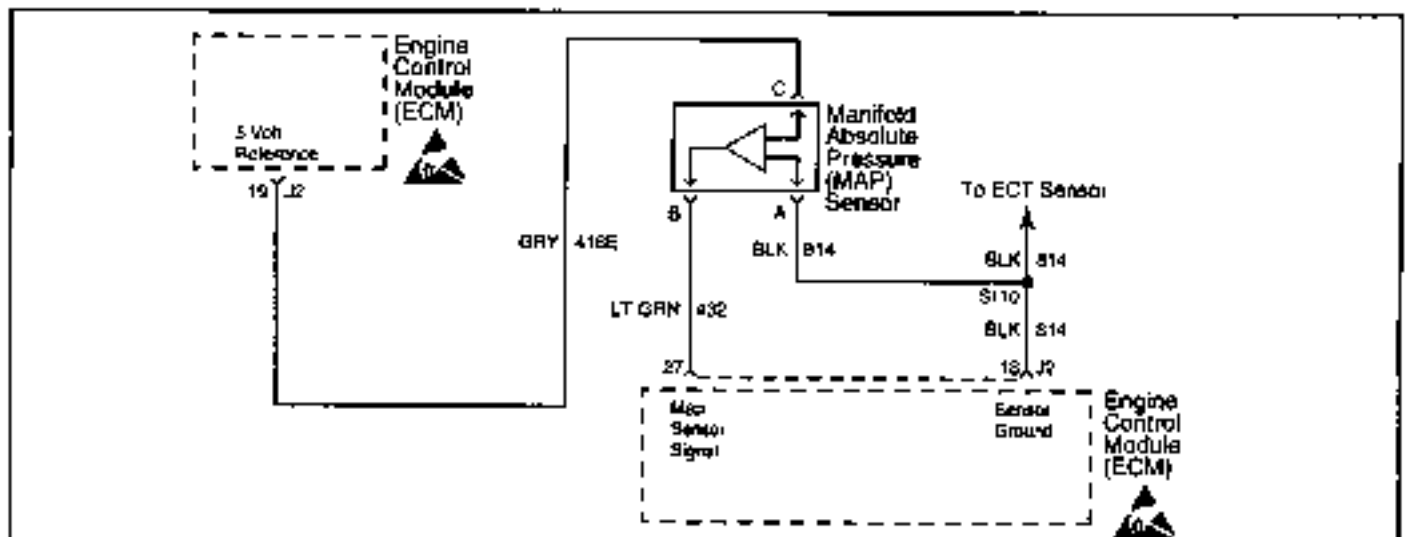 Engine
Control
Module
(ECM)
5 Volt
Reference
19 J2
C
Manifold
Absolute
Pressure
(MAP)
Sensor
To ECT Sensor
B
A
GRY 416E
BLK 814
BLK 814
S110
LT GRN 432
BLK 814
27
J2
Map
Sensor
Signal
Sensor
Ground
Engine
Control
Module
(ECM)